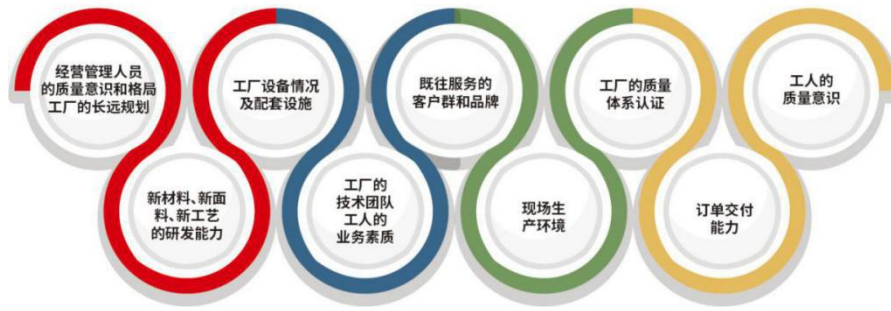 经营管理人员
的质量意识和格局
工厂的长远规划
新材料、新面
料、新工艺
的研发能力
工厂设备情况
及配套设施
工厂的
技术团队
工人的
业务素质
既往服务的
客户群和品牌
现场生
产环境
工厂的质量
体系认证
订单交付
能力
工人的
质量意识